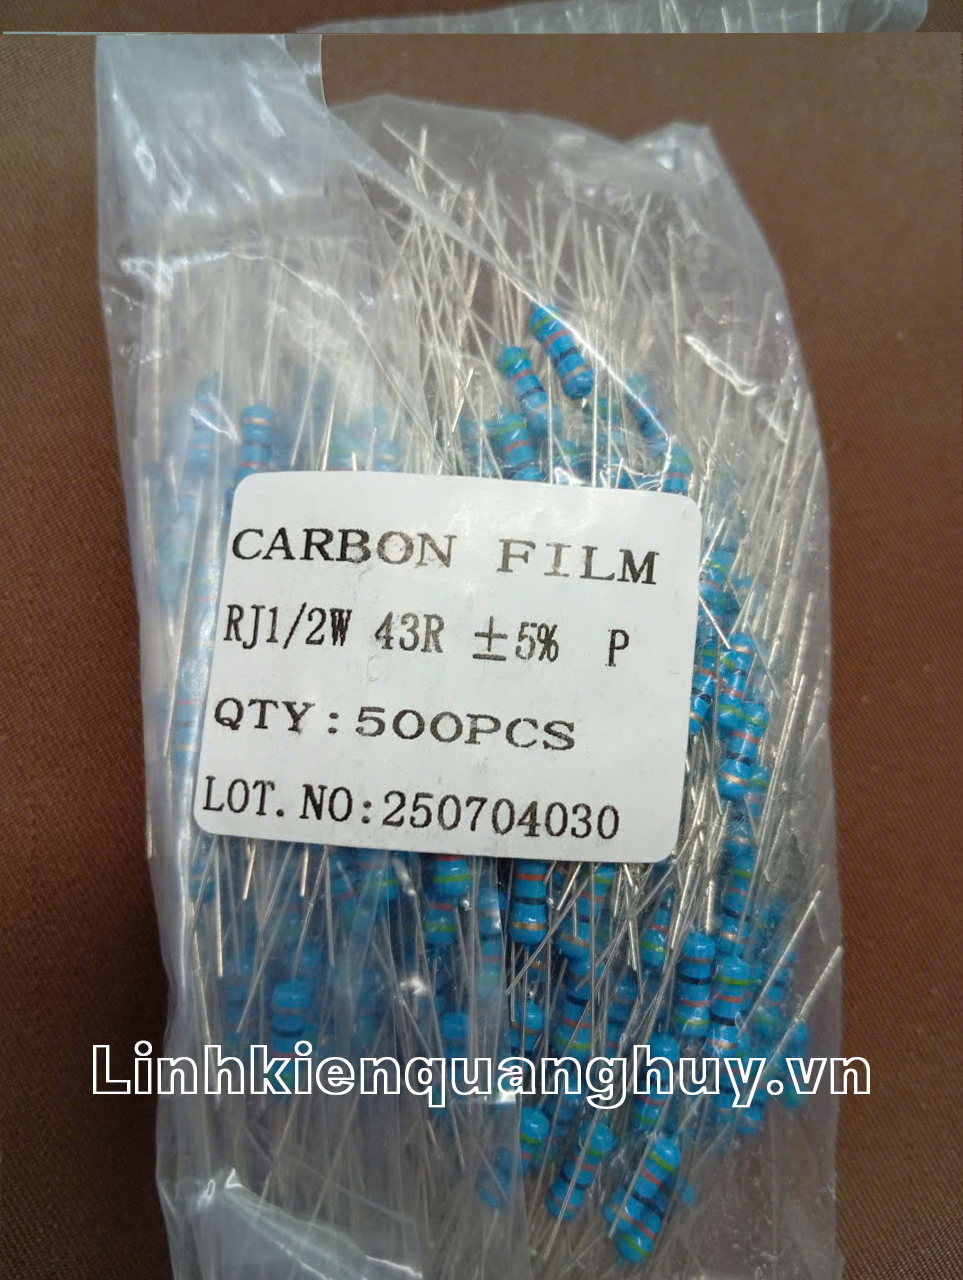 CARBON FILM
RJ1/2W 43R ±5% P
QTY:500PCS
LOT.NO:250704030
Linhkienquanghuy.vn